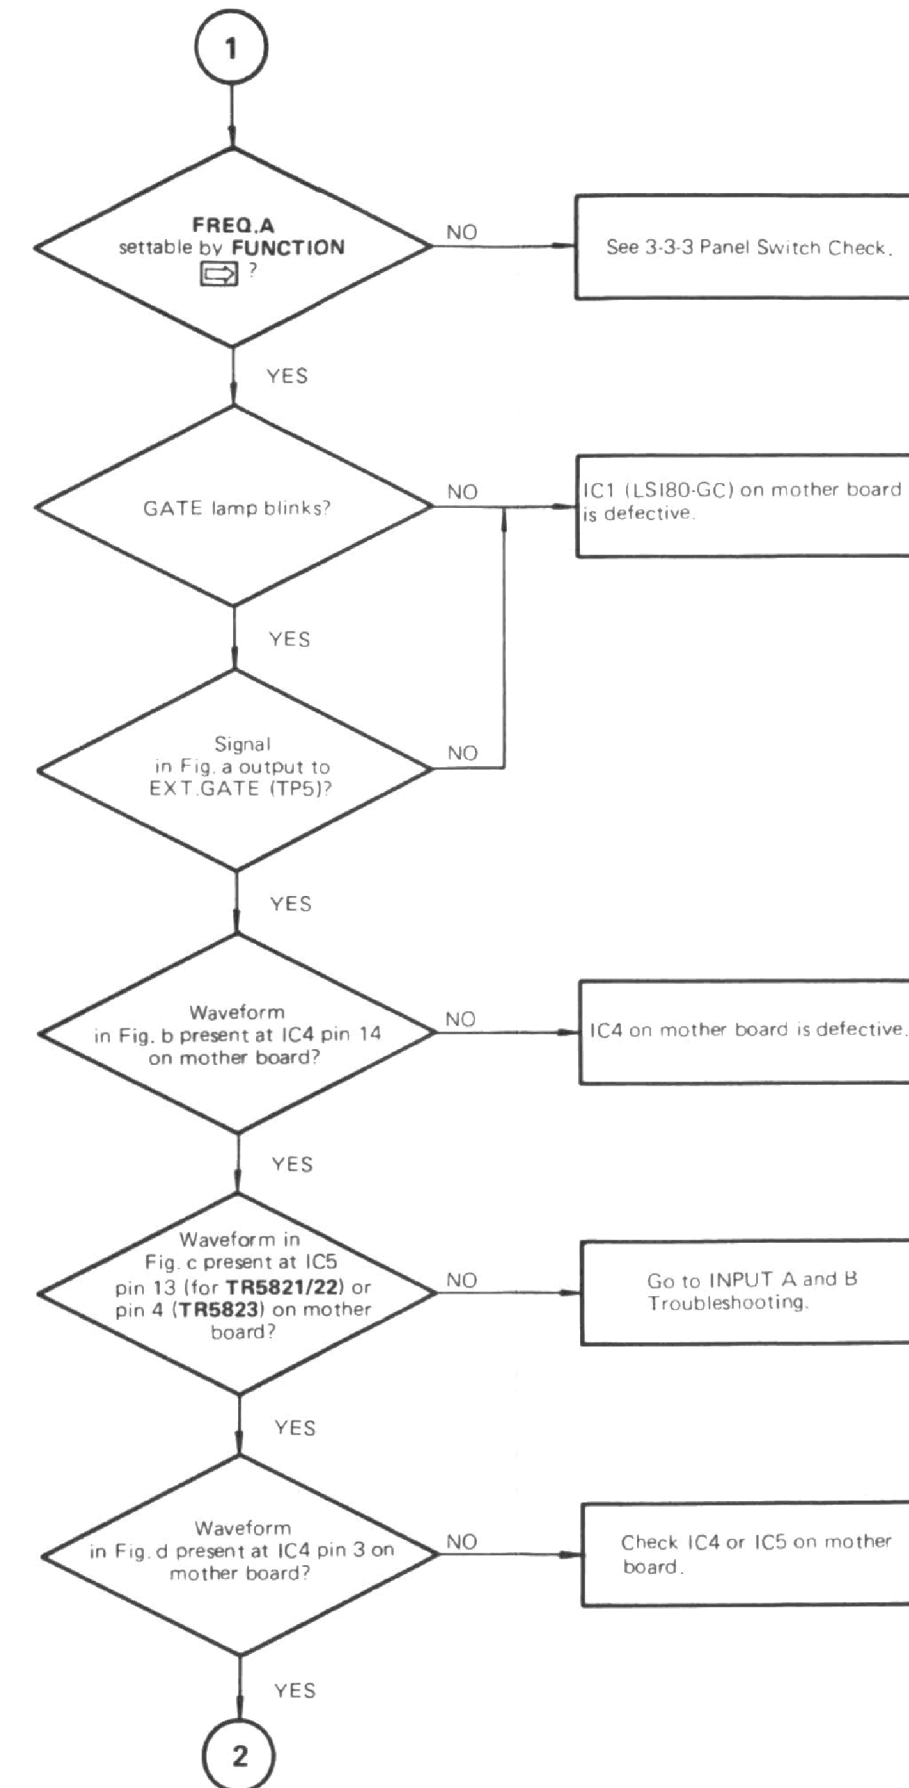 1
FREQ.A
settable by FUNCTION
?
NO
See 3-3-3 Panel Switch Check.
YES
GATE lamp blinks?
NO
IC1 (LSI80-GC) on mother board
is defective.
YES
Signal
in Fig. a output to
EXT.GATE (TP5)?
NO
YES
Waveform
in Fig. b present at IC4 pin 14
on mother board?
NO
IC4 on mother board is defective.
YES
Waveform in
Fig. c present at IC5
pin 13 (for TR5821/22) or
pin 4 (TR5823) on mother
board?
NO
Go to INPUT A and B
Troubleshooting.
YES
Waveform
in Fig. d present at IC4 pin 3 on
mother board?
NO
Check IC4 or IC5 on mother
board.
YES
2